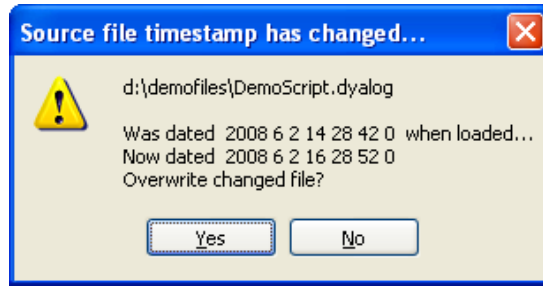 Source file timestamp has changed...
d:\demofiles\DemoScript.dyalog
Was dated  2008 6 2 14 28 42 0  when loaded...
Now dated  2008 6 2 16 28 52 0
Overwrite changed file?
Yes
No